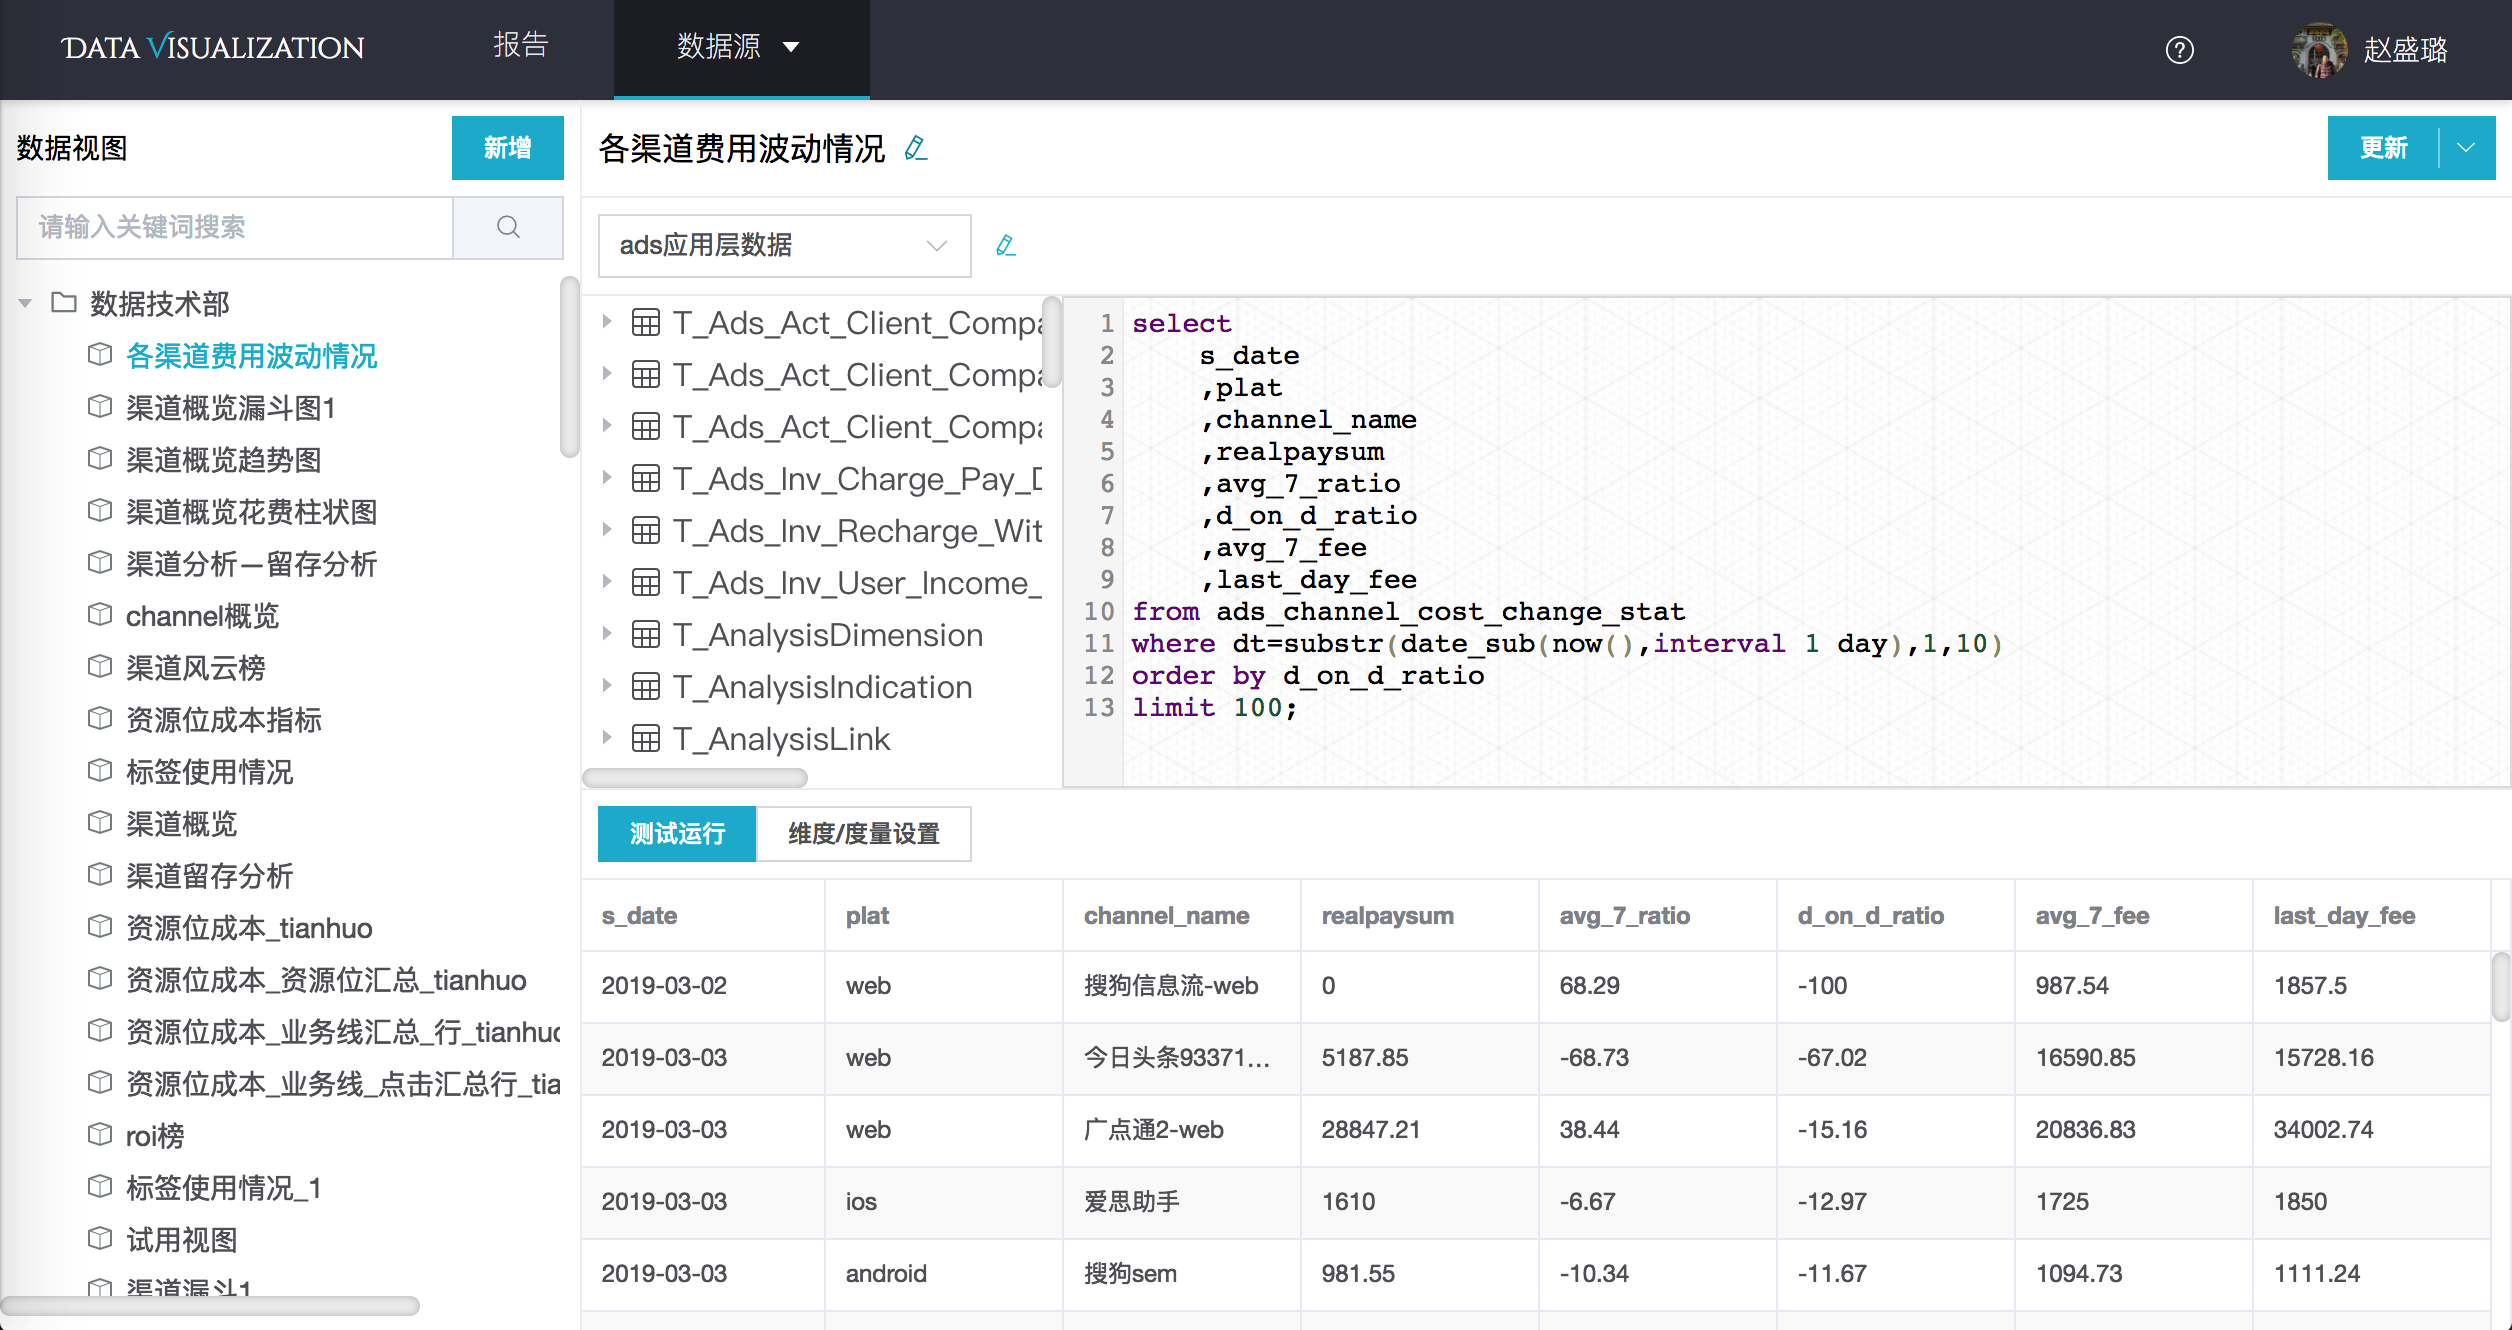 DATA VISUALIZATION
报告
数据源
赵盛璐
数据视图
新增
请输入关键词搜索
数据技术部
各渠道费用波动情况
渠道概览漏斗图1
渠道概览趋势图
渠道概览花费柱状图
渠道分析—留存分析
channel概览
渠道风云榜
资源位成本指标
标签使用情况
渠道概览
渠道留存分析
资源位成本_tianhuo
资源位成本_资源位汇总_tianhuo
资源位成本_业务线汇总_行_tianhuo
资源位成本_业务线_点击汇总行_tia
roi榜
标签使用情况_1
试用视图
渠道漏斗1
各渠道费用波动情况
更新
ads应用层数据
T_Ads_Act_Client_Compa
T_Ads_Act_Client_Compa
T_Ads_Act_Client_Compa
T_Ads_Inv_Charge_Pay_D
T_Ads_Inv_Recharge_Wit
T_Ads_Inv_User_Income_
T_AnalysisDimension
T_AnalysisIndication
T_AnalysisLink
1 select
2 s_date
3 ,plat
4 ,channel_name
5 ,realpaysum
6 ,avg_7_ratio
7 ,d_on_d_ratio
8 ,avg_7_fee
9 ,last_day_fee
10 from ads_channel_cost_change_stat
11 where dt=substr(date_sub(now(),interval 1 day),1,10)
12 order by d_on_d_ratio
13 limit 100;
测试运行 维度/度量设置
s_date plat channel_name realpaysum avg_7_ratio d_on_d_ratio avg_7_fee last_day_fee
2019-03-02 web 搜狗信息流-web 0 68.29 -100 987.54 1857.5
2019-03-03 web 今日头条93371... 5187.85 -68.73 -67.02 16590.85 15728.16
2019-03-03 web 广点通2-web 28847.21 38.44 -15.16 20836.83 34002.74
2019-03-03 ios 爱思助手 1610 -6.67 -12.97 1725 1850
2019-03-03 android 搜狗sem 981.55 -10.34 -11.67 1094.73 1111.24